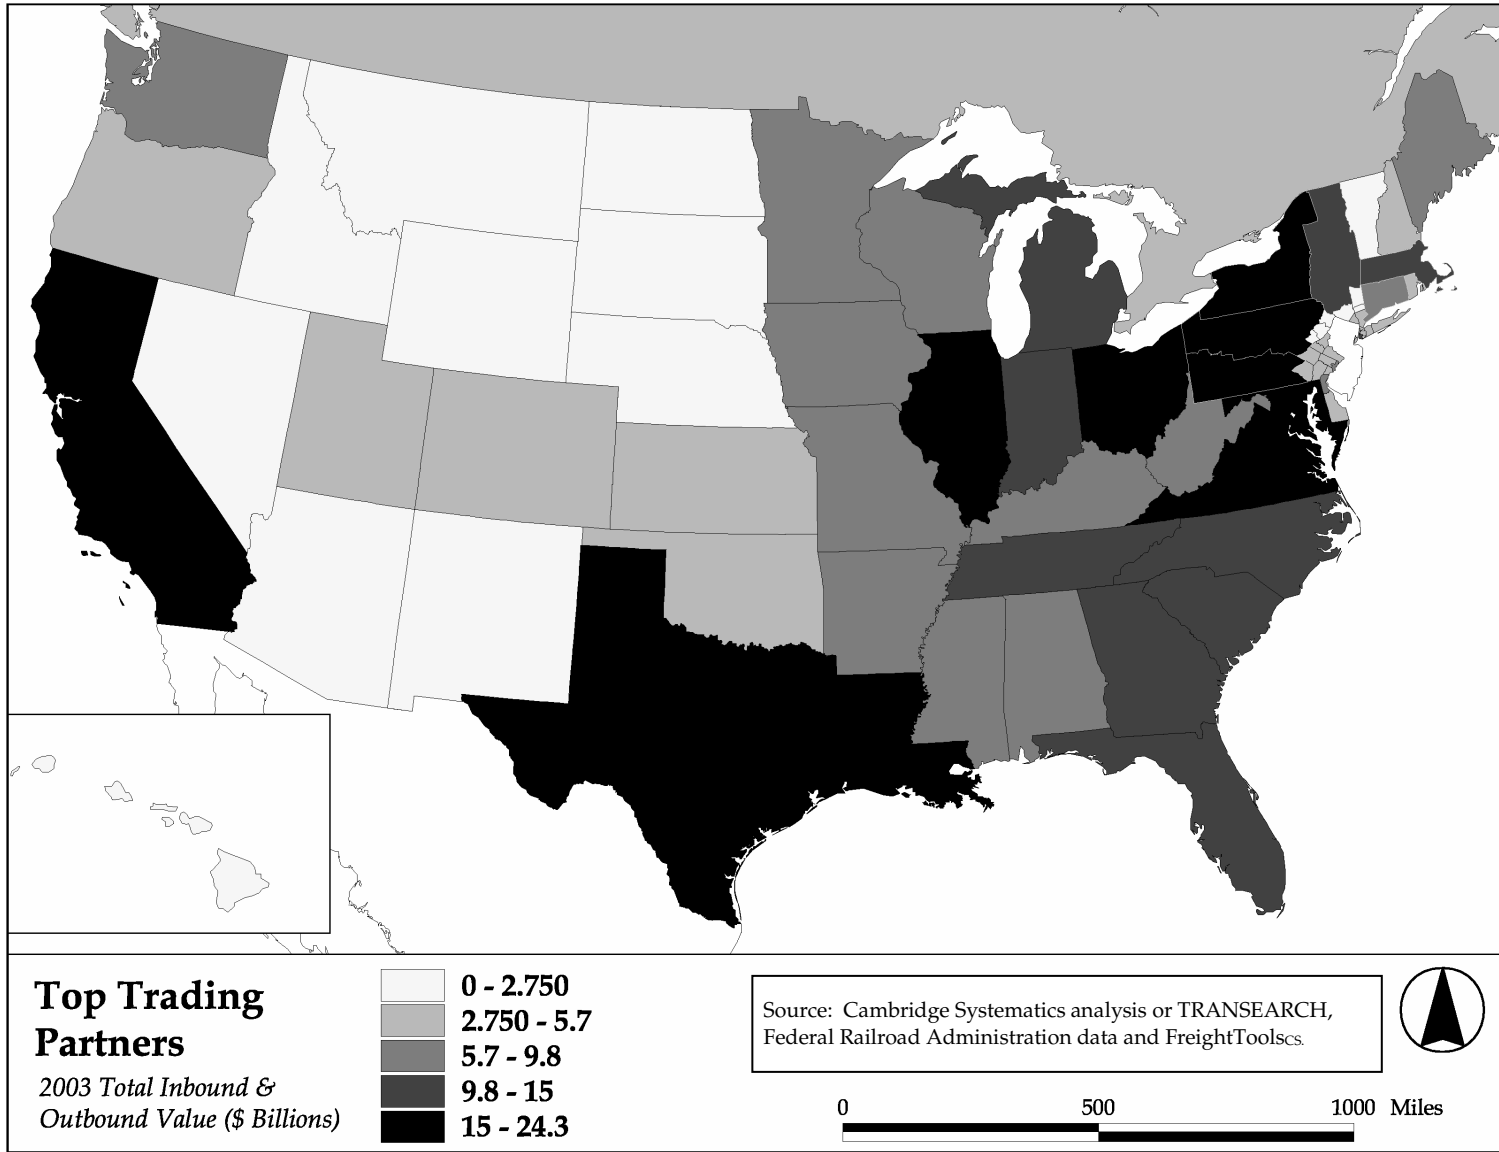 Top Trading
Partners
2003 Total Inbound &
Outbound Value ($ Billions)
0 - 2.750
2.750 - 5.7
5.7 - 9.8
9.8 - 15
15 - 24.3
Source: Cambridge Systematics analysis or TRANSEARCH,
Federal Railroad Administration data and FreightToolsCS.
0 500 1000 Miles